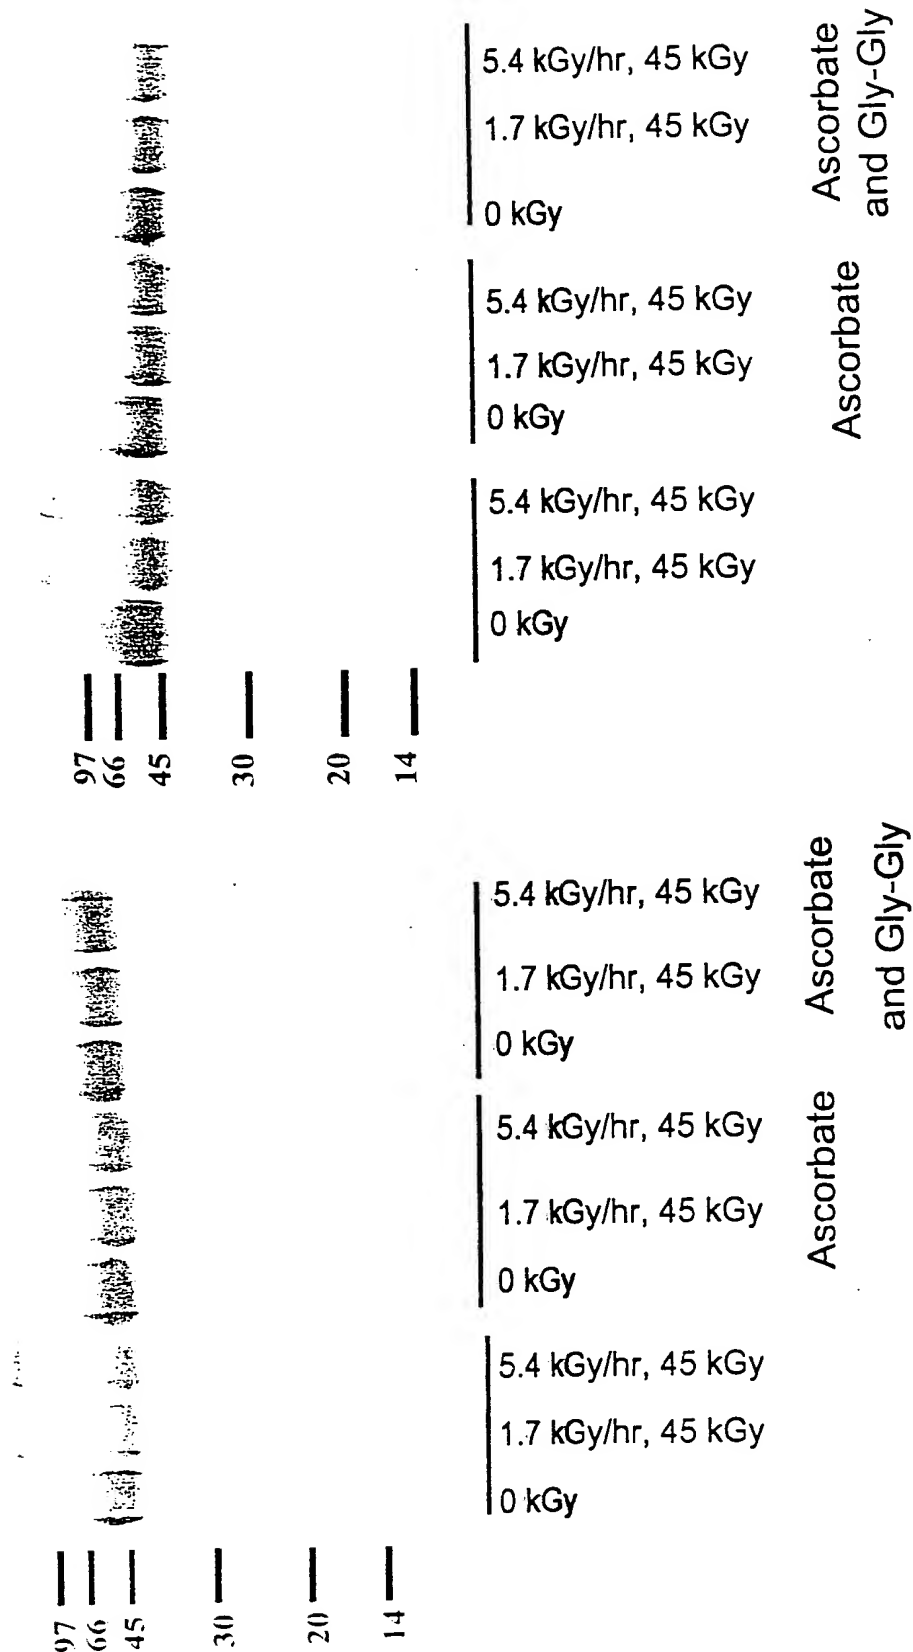 5.4 kGy/hr, 45 kGy
1.7 kGy/hr, 45 kGy
0 kGy
Ascorbate
and Gly-Gly
5.4 kGy/hr, 45 kGy
1.7 kGy/hr, 45 kGy
0 kGy
Ascorbate
5.4 kGy/hr, 45 kGy
1.7 kGy/hr, 45 kGy
0 kGy
97
66
45
30
20
14
5.4 kGy/hr, 45 kGy
1.7 kGy/hr, 45 kGy
0 kGy
Ascorbate
and Gly-Gly
5.4 kGy/hr, 45 kGy
1.7 kGy/hr, 45 kGy
0 kGy
Ascorbate
5.4 kGy/hr, 45 kGy
1.7 kGy/hr, 45 kGy
0 kGy
97
66
45
30
20
14